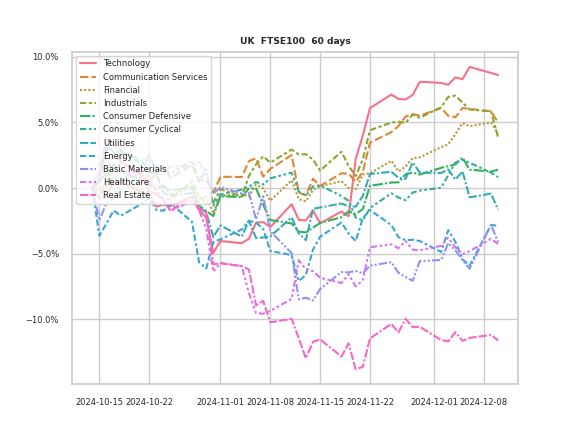 UK FTSE100 60 days
10.0%
5.0%
0.0%
−5.0%
−10.0%
Technology
Communication Services
Financial
Industrials
Consumer Defensive
Consumer Cyclical
Utilities
Energy
Basic Materials
Healthcare
Real Estate
2024-10-15 2024-10-22 2024-11-01 2024-11-08 2024-11-15 2024-11-22 2024-12-01 2024-12-08